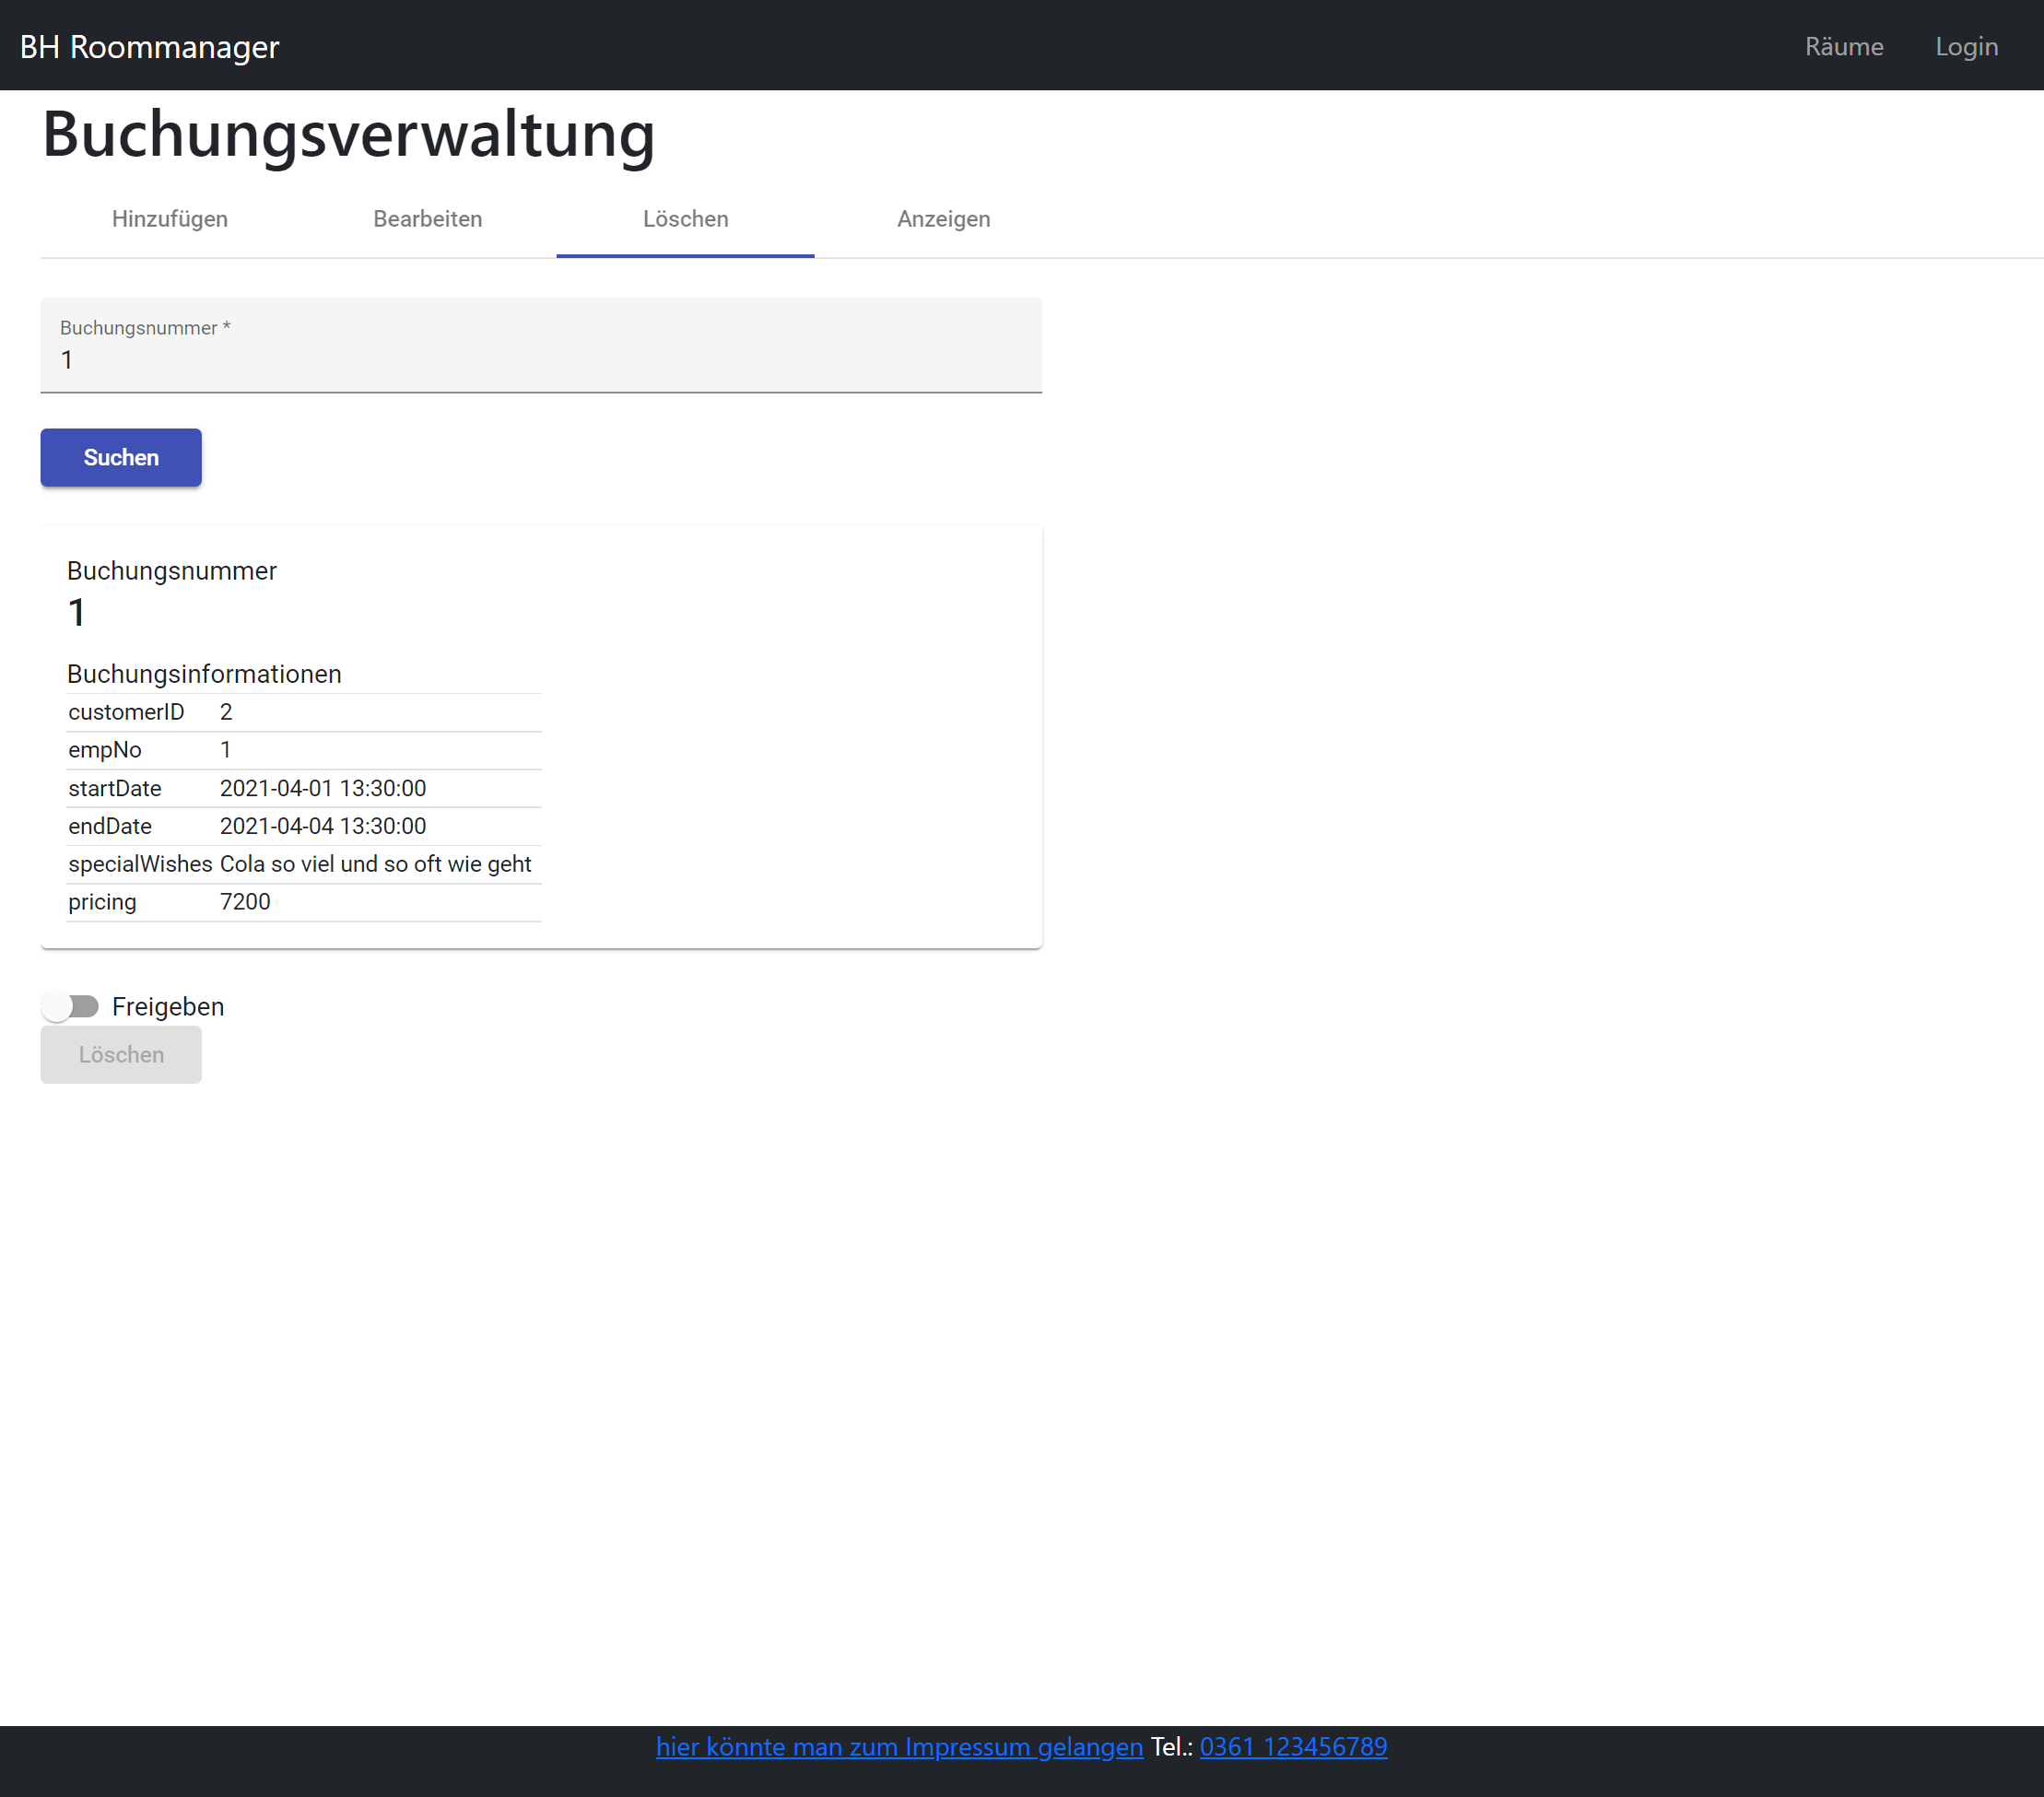 BH Roommanager Räume Login
Buchungsverwaltung
Hinzufügen Bearbeiten Löschen Anzeigen
Buchungsnummer *
1
Suchen
Buchungsnummer
1
Buchungsinformationen
customerID 2
empNo 1
startDate 2021-04-01 13:30:00
endDate 2021-04-04 13:30:00
specialWishes Cola so viel und so oft wie geht
pricing 7200
Freigeben
Löschen
hier könnte man zum Impressum gelangen Tel.: 0361 123456789